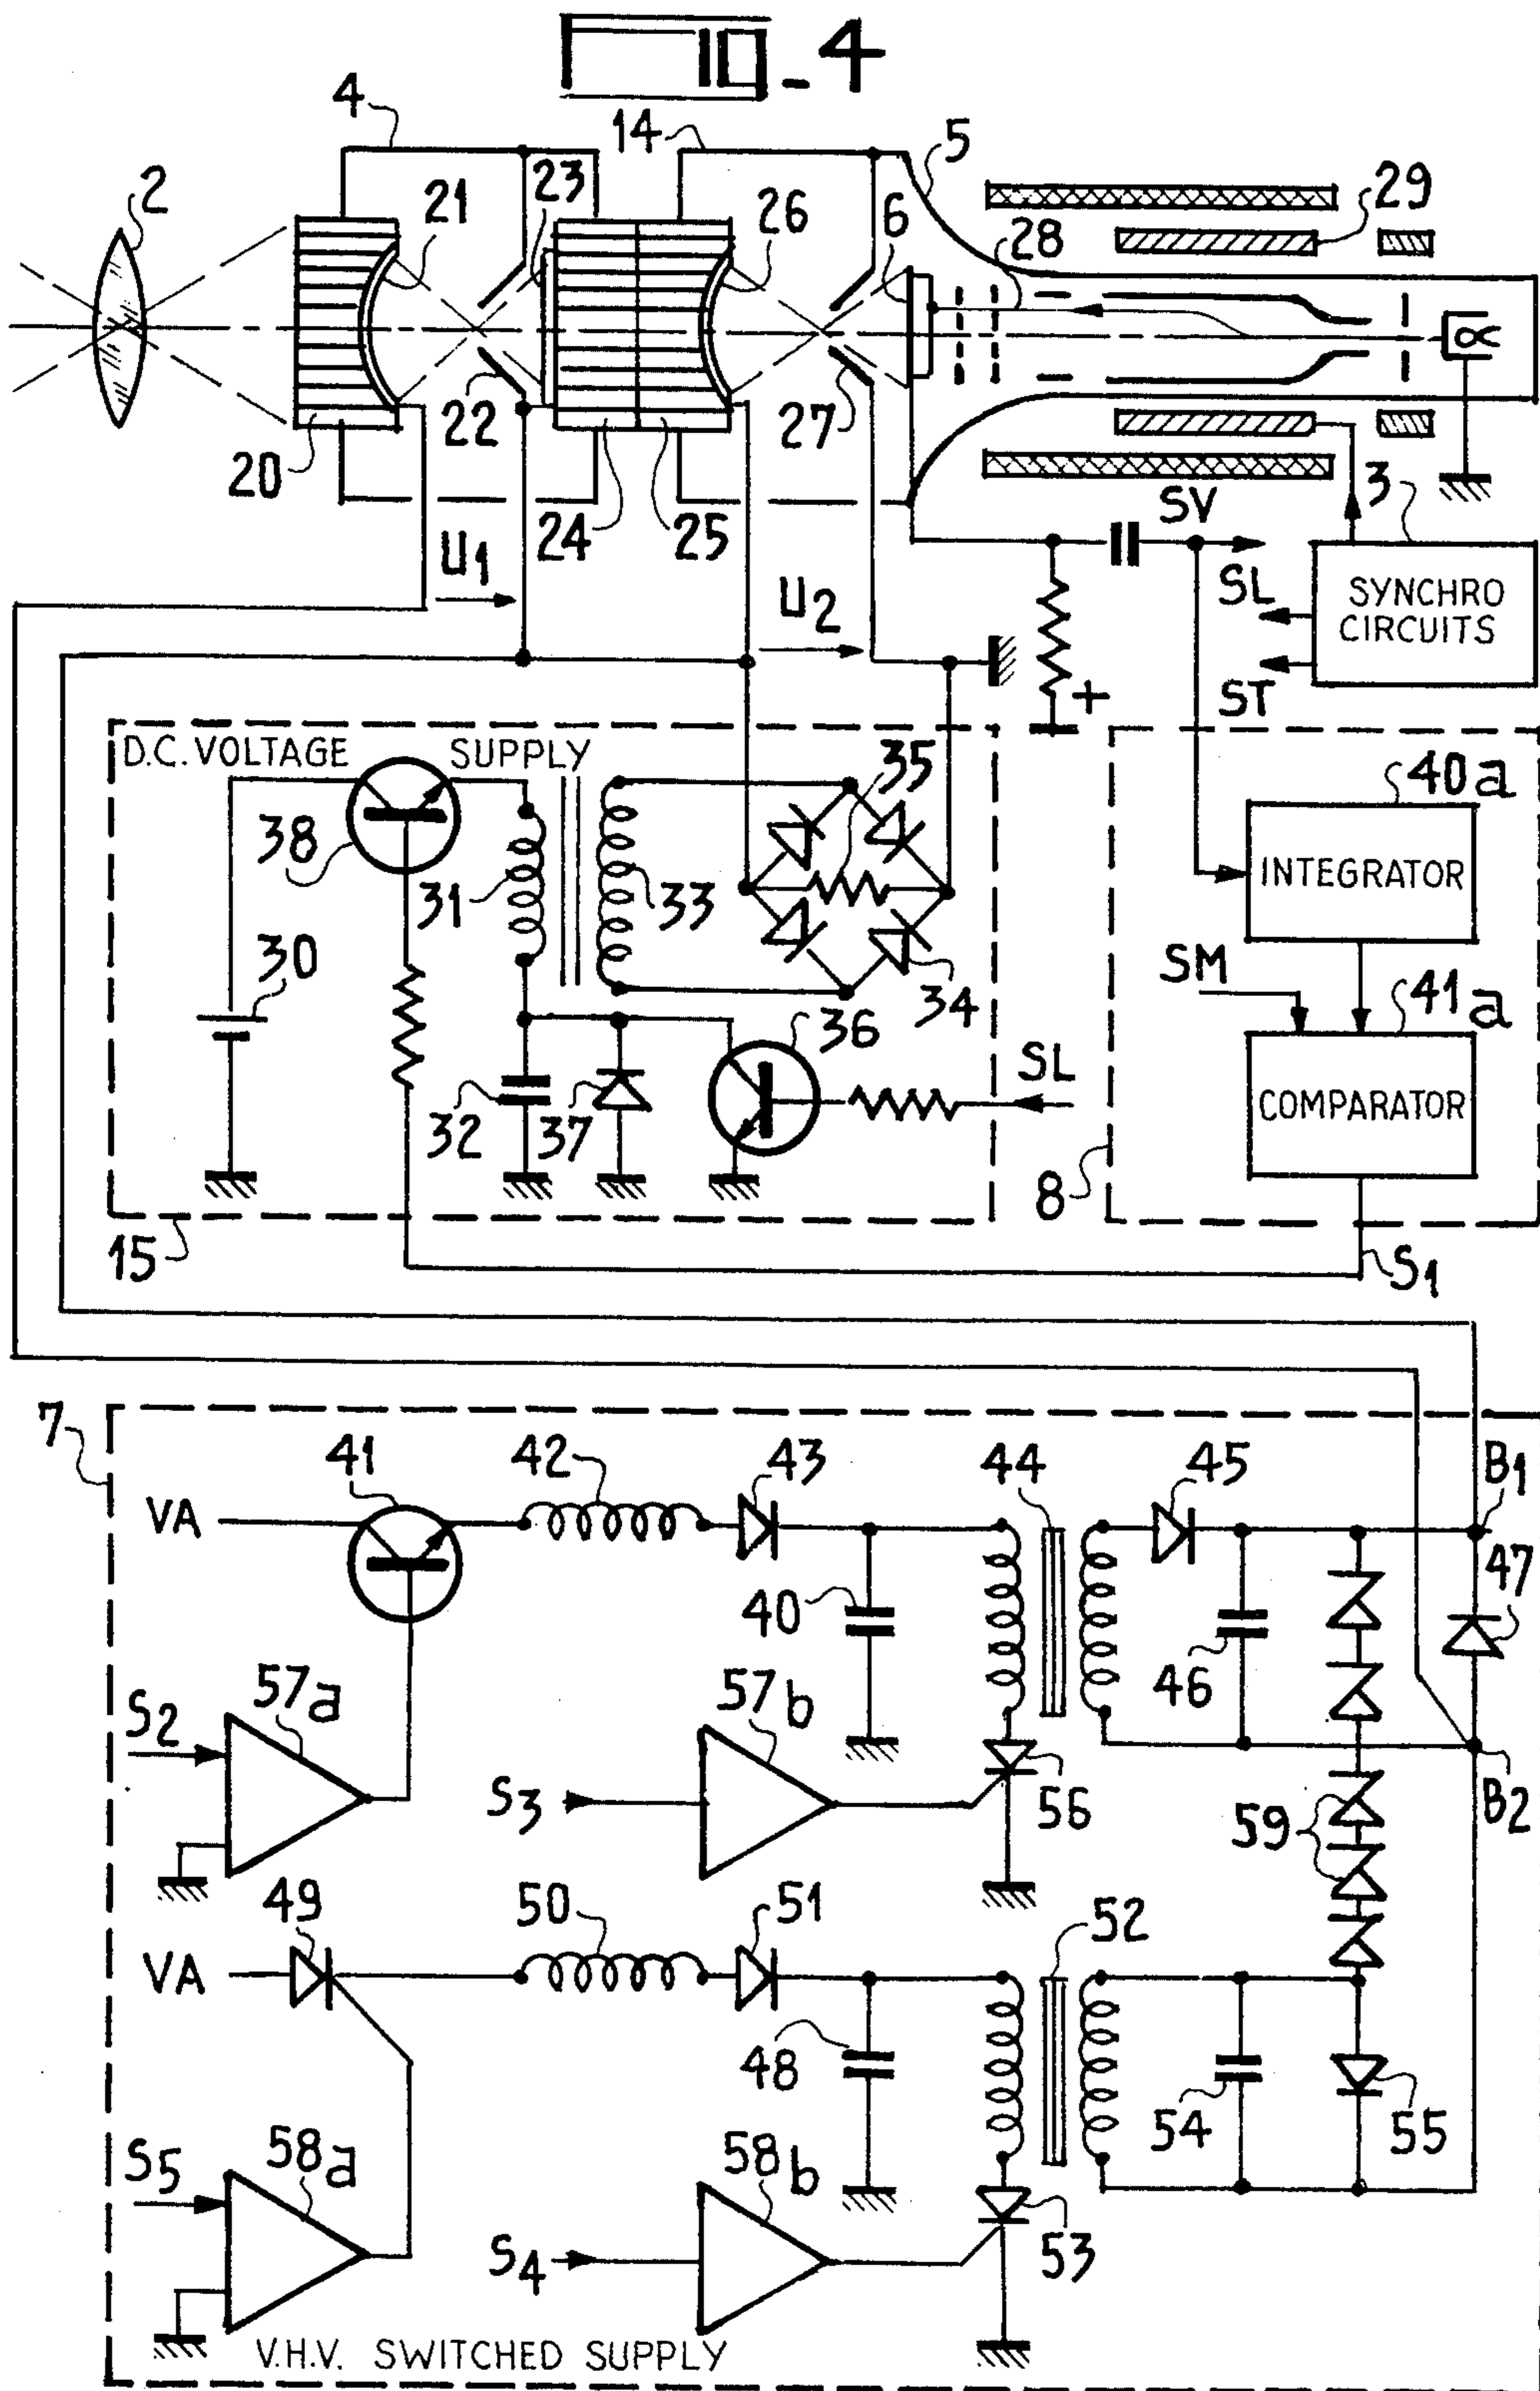 FIG_4
4
14
5
2
21
23
26
6
28
29
22
27
20
24
25
3
SV
U1
U2
SL
SYNCHRO
CIRCUITS
ST
+
D.C. VOLTAGE SUPPLY
35
40a
38
31
33
INTEGRATOR
30
SM
34
41a
36
SL
32
37
COMPARATOR
8
15
S1
7
41
42
43
44
45
B1
VA
47
40
46
57a
57b
S2
S3
56
B2
59
49
50
51
52
VA
48
54
55
58a
58b
S5
S4
53
V.H.V. SWITCHED SUPPLY